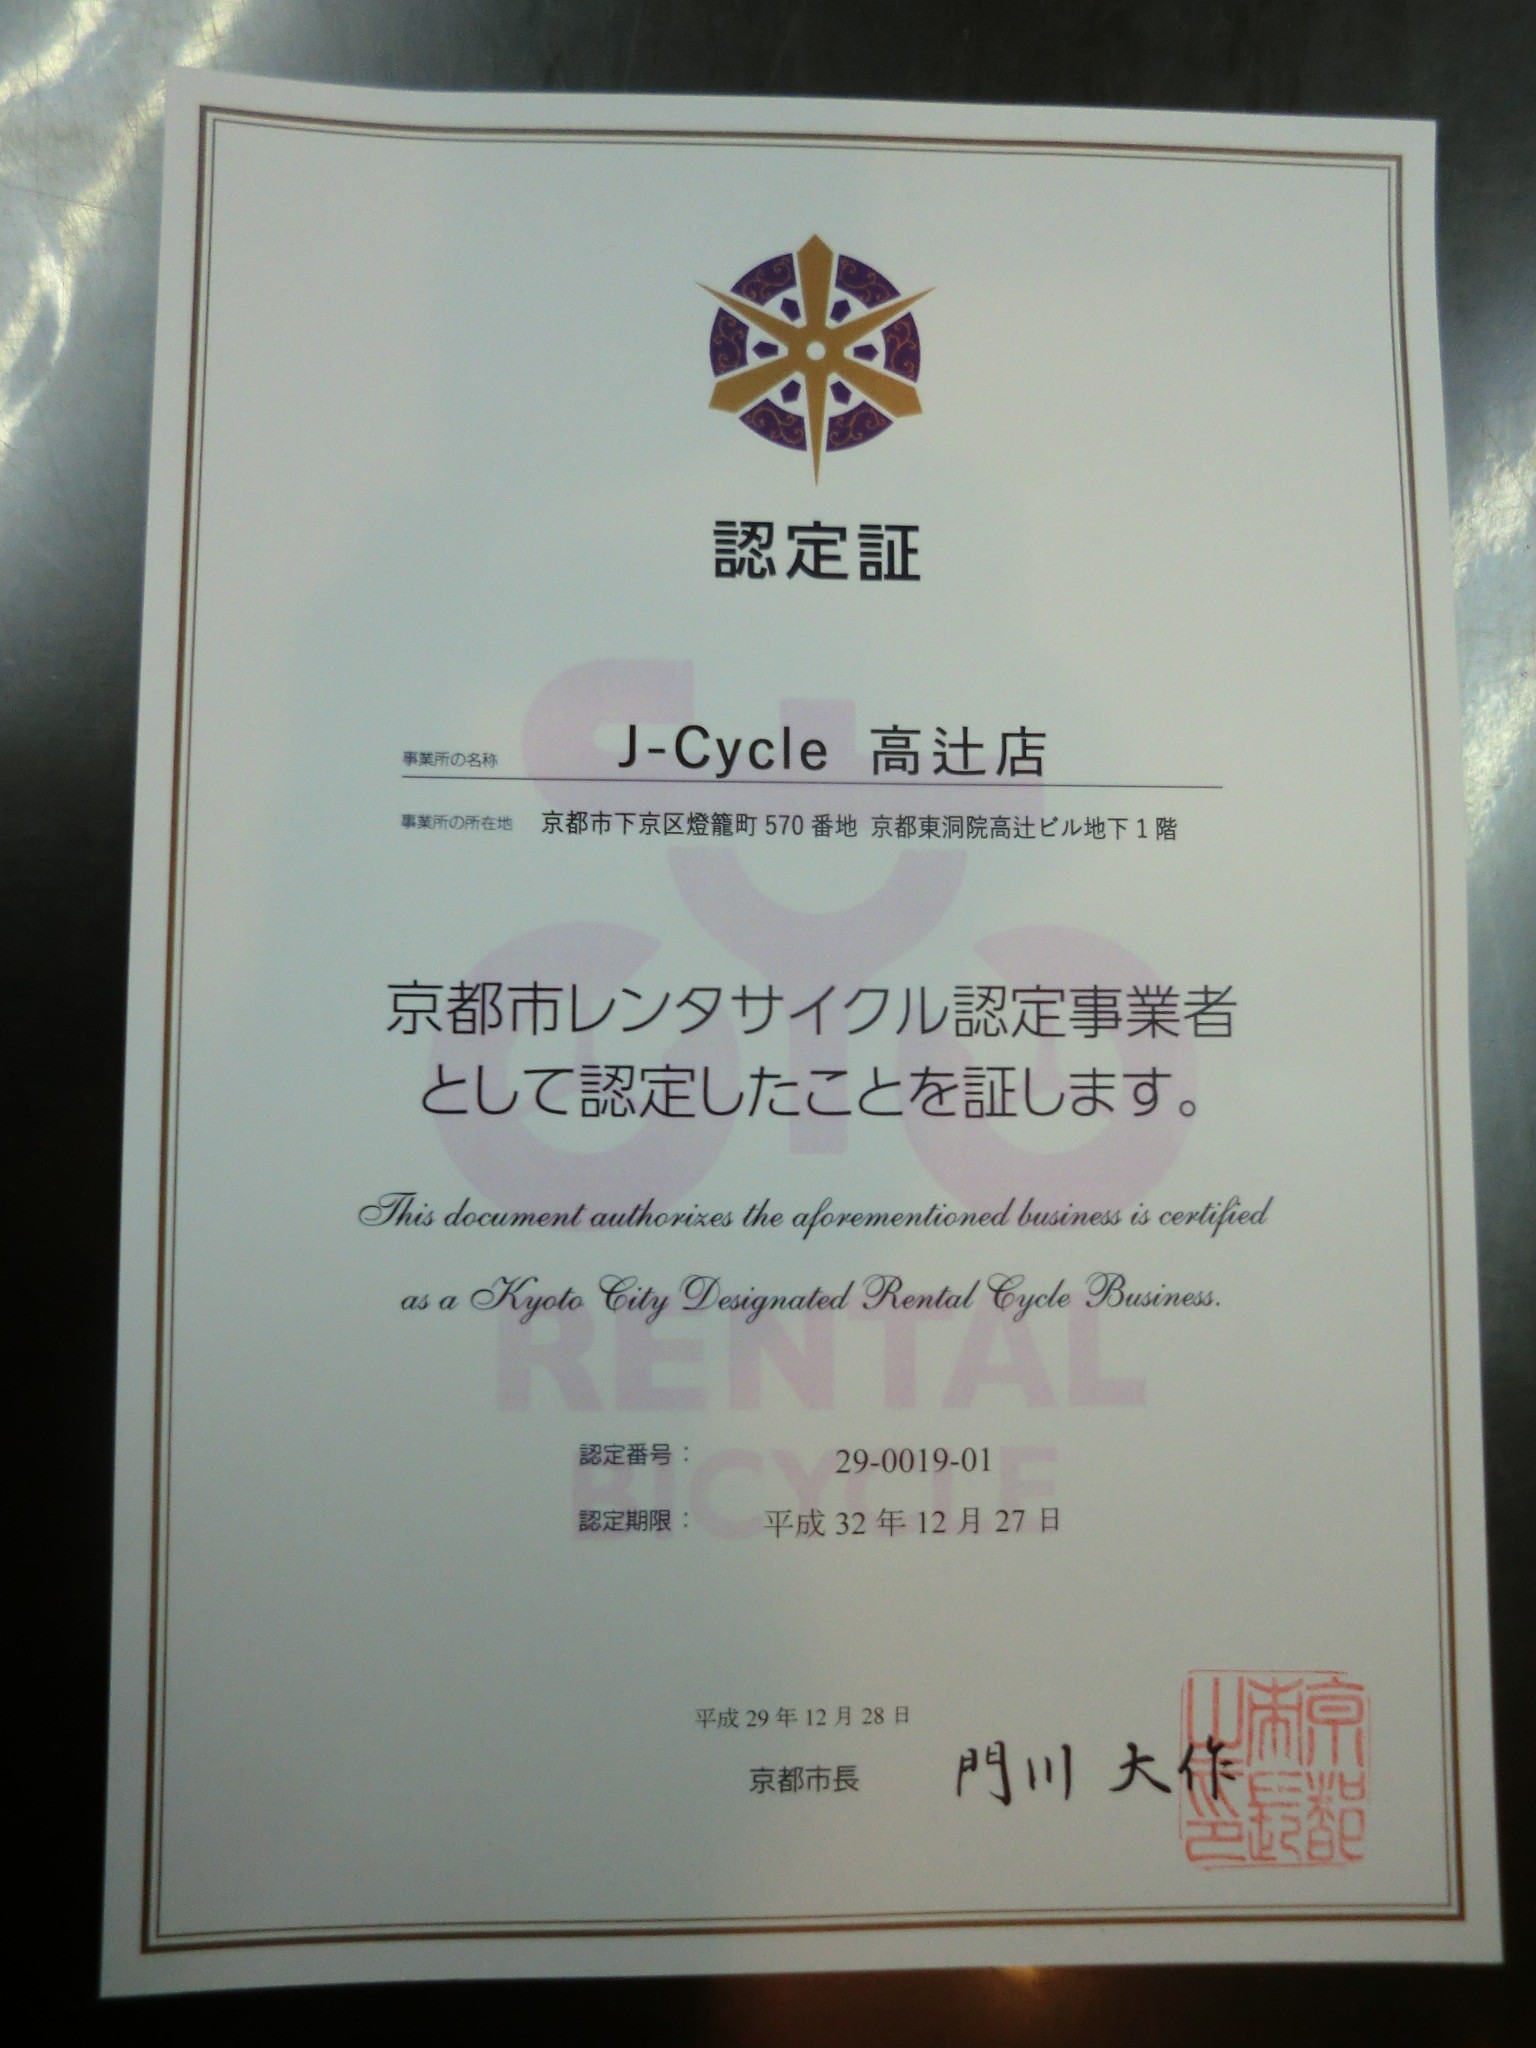 認定証
事業所の名称 J-Cycle 高辻店
事業所の所在地 京都市下京区燈籠町 570 番地 京都東洞院高辻ビル地下 1 階
京都市レンタサイクル認定事業者
として認定したことを証します。
This document authorizes the aforementioned business is certified
as a Kyoto City Designated Rental Cycle Business.
RENTAL
BICYCLE
認定番号： 29-0019-01
認定期限： 平成 32 年 12 月 27 日
平成 29 年 12 月 28 日
京都市長 門川 大作
京都市長之印